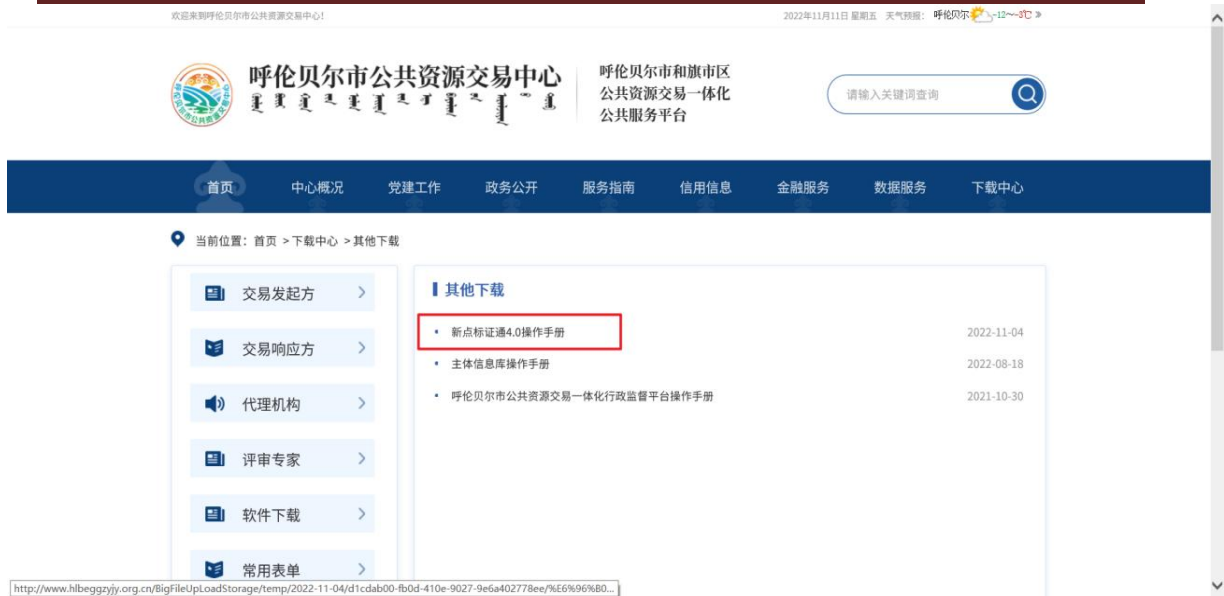 欢迎来到呼伦贝尔市公共资源交易中心!
2022年11月11日 星期五 天气预报: 呼伦贝尔 -12~-3℃ »
呼伦贝尔市公共资源交易中心
呼伦贝尔市和旗市区
公共资源交易一体化
公共服务平台
请输入关键词查询
首页 中心概况 党建工作 政务公开 服务指南 信用信息 金融服务 数据服务 下载中心
当前位置: 首页 > 下载中心 > 其他下载
交易发起方
交易响应方
代理机构
评审专家
软件下载
常用表单
其他下载
新点标证通4.0操作手册 2022-11-04
主体信息库操作手册 2022-08-18
呼伦贝尔市公共资源交易一体化行政监督平台操作手册 2021-10-30
http://www.hlbeggzyjy.org.cn/BigFileUpLoadStorage/temp/2022-11-04/d1cdab00-fb0d-410e-9027-9e6a402778ee/%E6%96%B0...